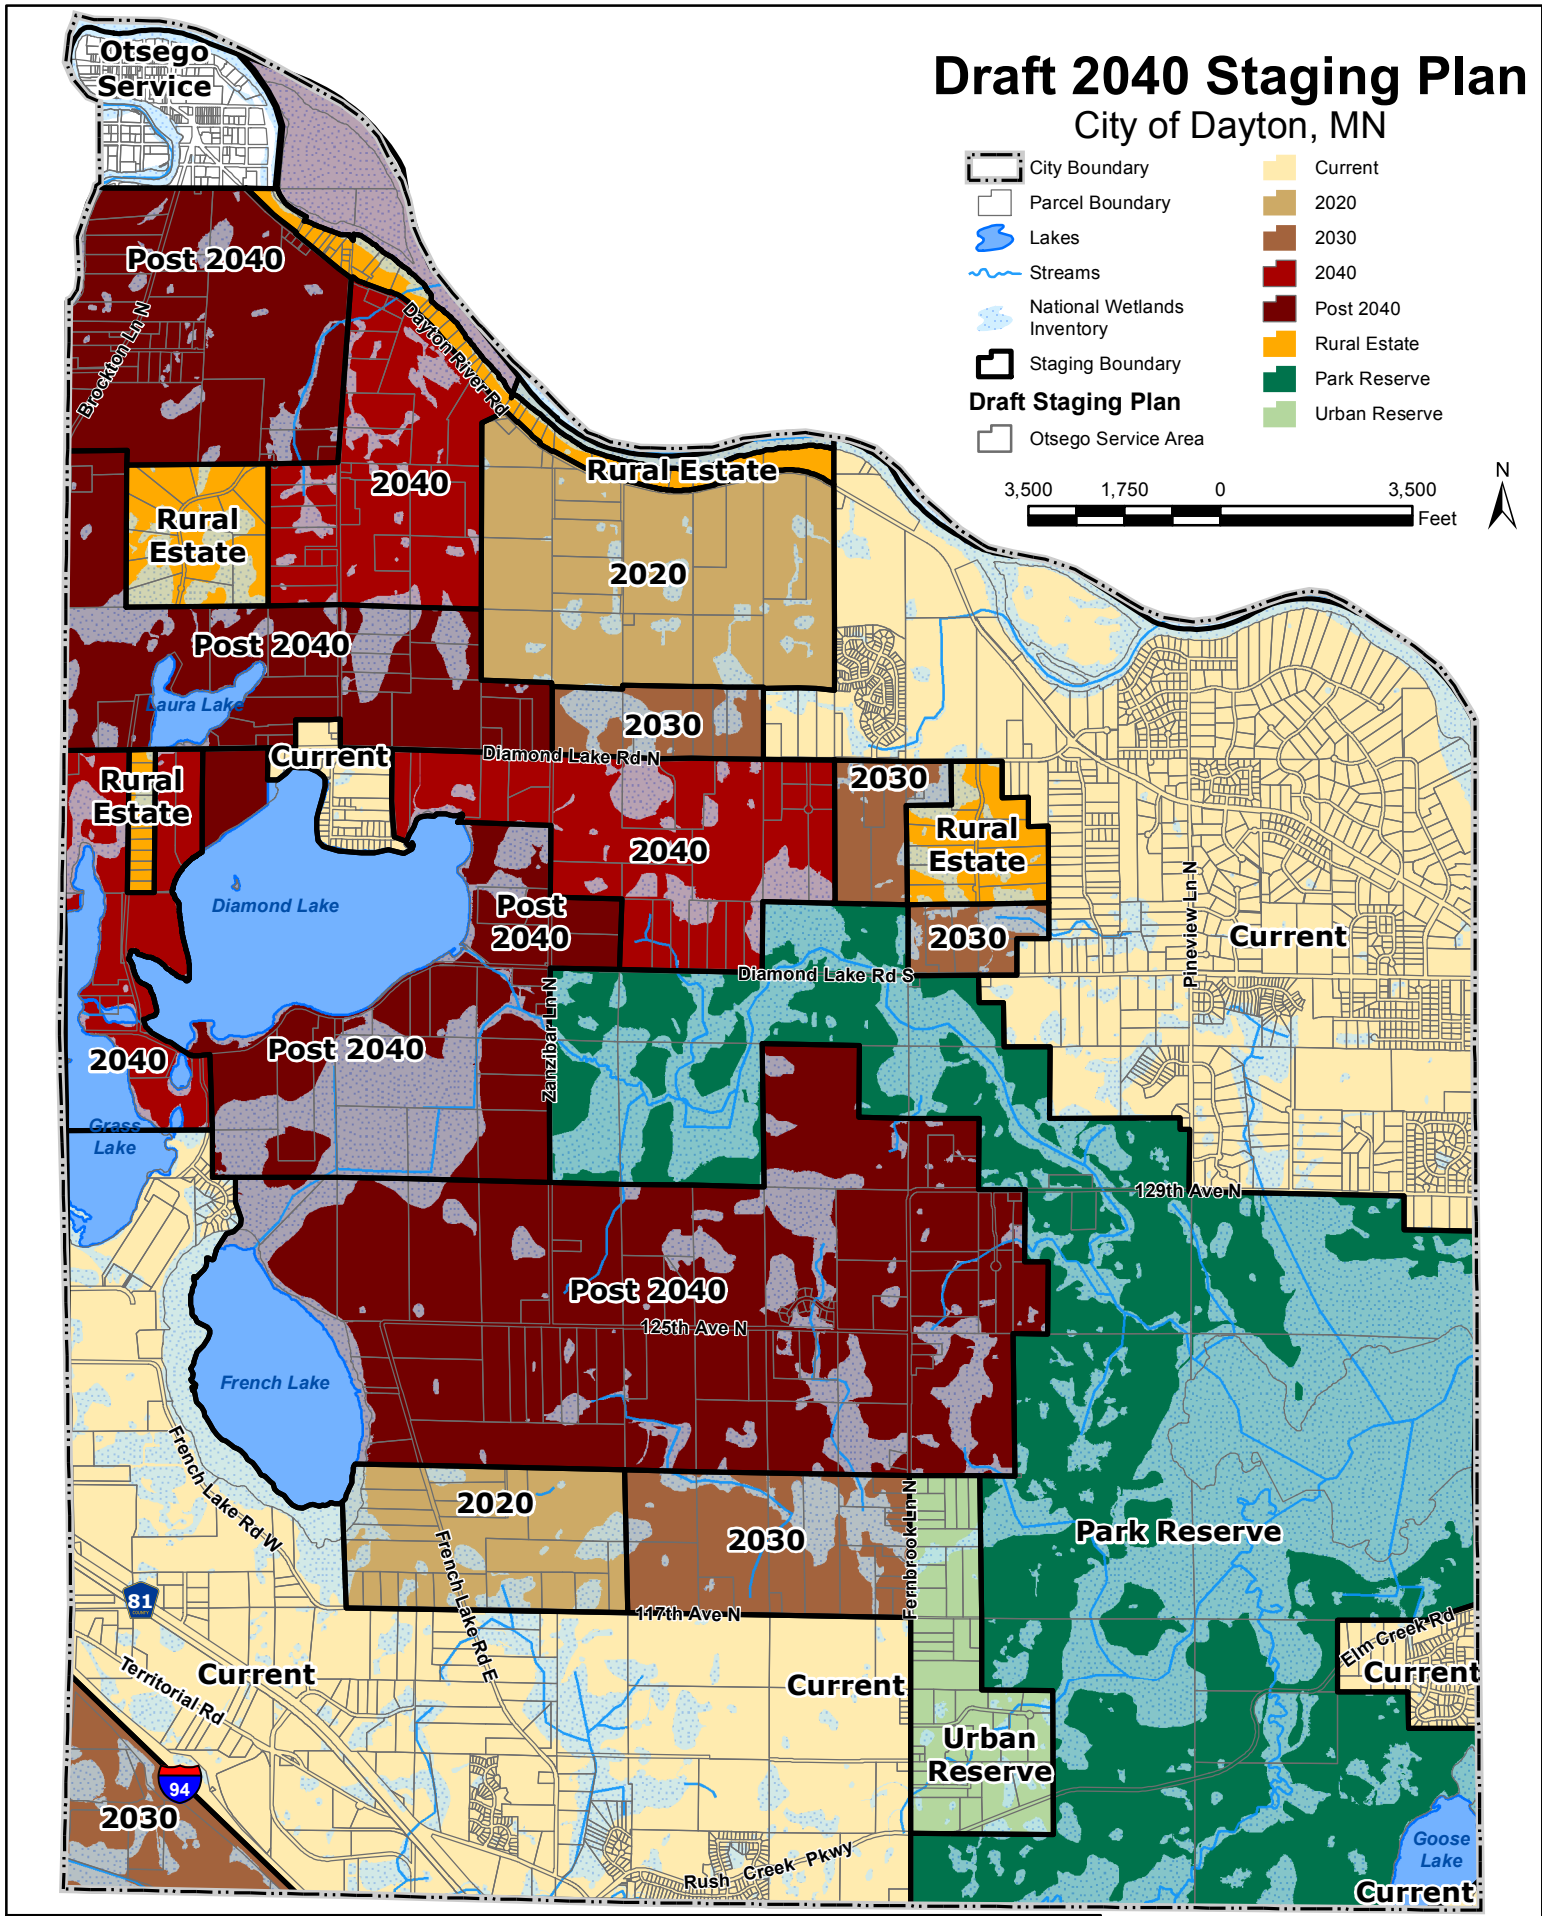 Draft 2040 Staging Plan
City of Dayton, MN
City Boundary
Parcel Boundary
Lakes
Streams
National Wetlands
Inventory
Staging Boundary
Draft Staging Plan
Otsego Service Area
Current
2020
2030
2040
Post 2040
Rural Estate
Park Reserve
Urban Reserve
N
3,500 1,750 0 3,500
Feet
Otsego
Service
Post 2040
Brockton Ln N
Dayton River Rd
2040
Rural Estate
Rural
Estate
2020
Post 2040
Laura Lake
2030
Current
Diamond Lake Rd N
Rural
Estate
2030
Rural
Estate
2040
Diamond Lake
Post
2040
Pineview Ln N
Current
2030
Diamond Lake Rd S
Zanzibar Ln N
Post 2040
2040
Grass
Lake
129th Ave N
Post 2040
125th Ave N
French Lake
French Lake Rd W
2020
2030
Fernbrook Ln N
Park Reserve
French Lake Rd E
81
COUNTY
117th Ave N
Elm Creek Rd
Current
Territorial Rd
Current
Current
Urban
Reserve
94
2030
Rush Creek Pkwy
Goose
Lake
Current